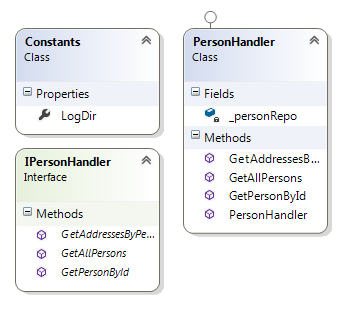 Constants
Class
Properties
LogDir
IPersonHandler
Interface
Methods
GetAddressesByPe...
GetAllPersons
GetPersonById
PersonHandler
Class
Fields
_personRepo
Methods
GetAddressesB...
GetAllPersons
GetPersonById
PersonHandler